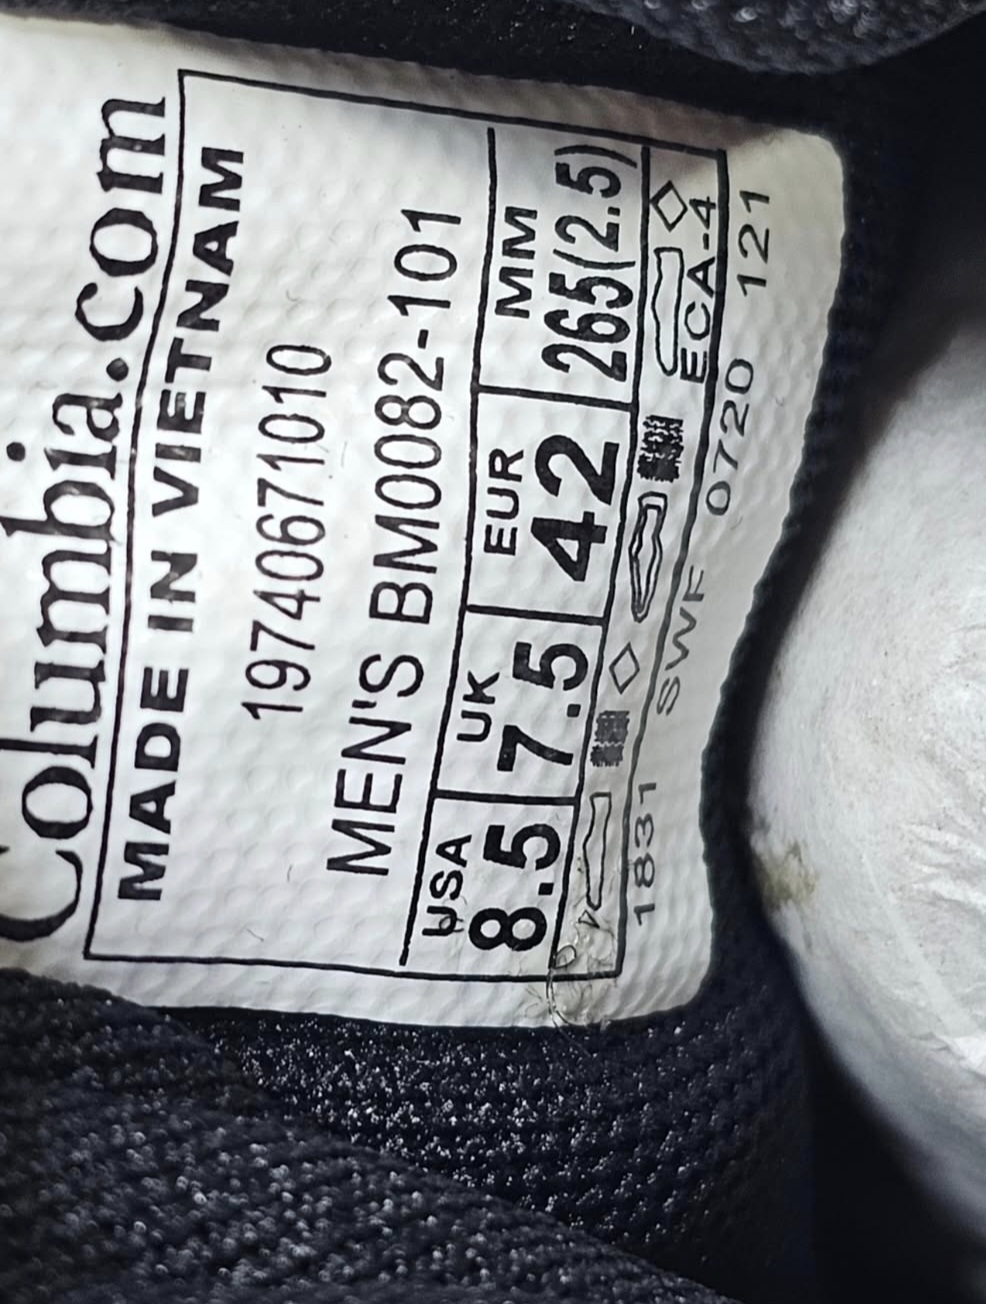 Columbia.com
MADE IN VIETNAM
19740671010
MEN'S BM0082-101
USA UK EUR MM
8.5 7.5 42 265(2.5)
ECA-4
1831 SWF 0720 121